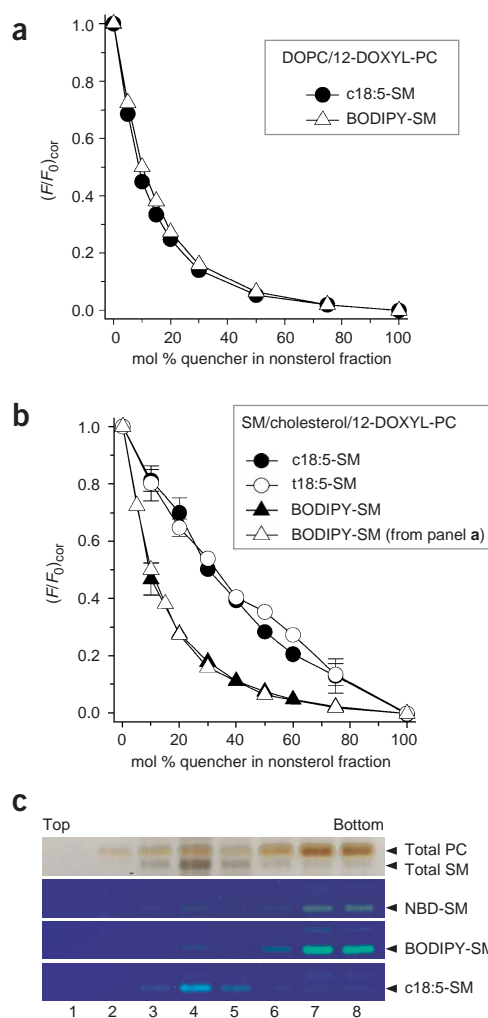 a
DOPC/12-DOXYL-PC
c18:5-SM
BODIPY-SM
(F/F0)cor
1.0
0.8
0.6
0.4
0.2
0.0
0 20 40 60 80 100
mol % quencher in nonsterol fraction
b
SM/cholesterol/12-DOXYL-PC
c18:5-SM
t18:5-SM
BODIPY-SM
BODIPY-SM (from panel a)
(F/F0)cor
1.0
0.8
0.6
0.4
0.2
0.0
0 20 40 60 80 100
mol % quencher in nonsterol fraction
c
Top Bottom
Total PC
Total SM
NBD-SM
BODIPY-SM
c18:5-SM
1 2 3 4 5 6 7 8